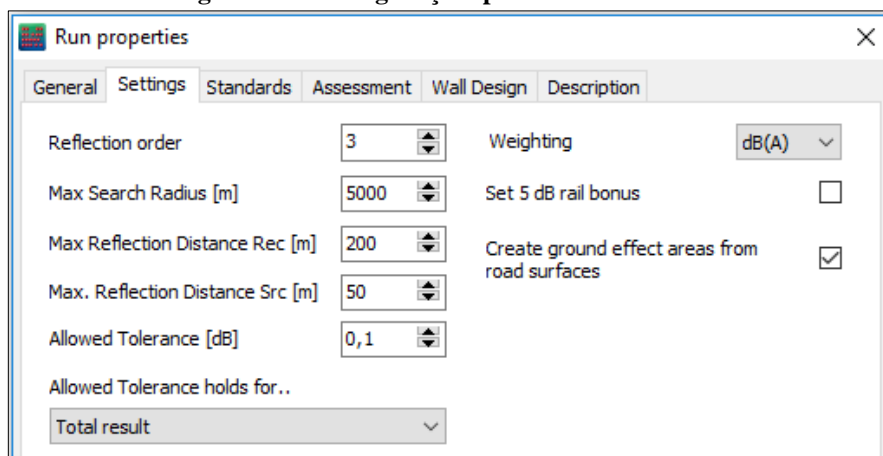 Run properties
General Settings Standards Assessment Wall Design Description
Reflection order 3 Weighting dB(A)
Max Search Radius [m] 5000 Set 5 dB rail bonus
Max Reflection Distance Rec [m] 200 Create ground effect areas from
road surfaces
Max. Reflection Distance Src [m] 50
Allowed Tolerance [dB] 0,1
Allowed Tolerance holds for..
Total result